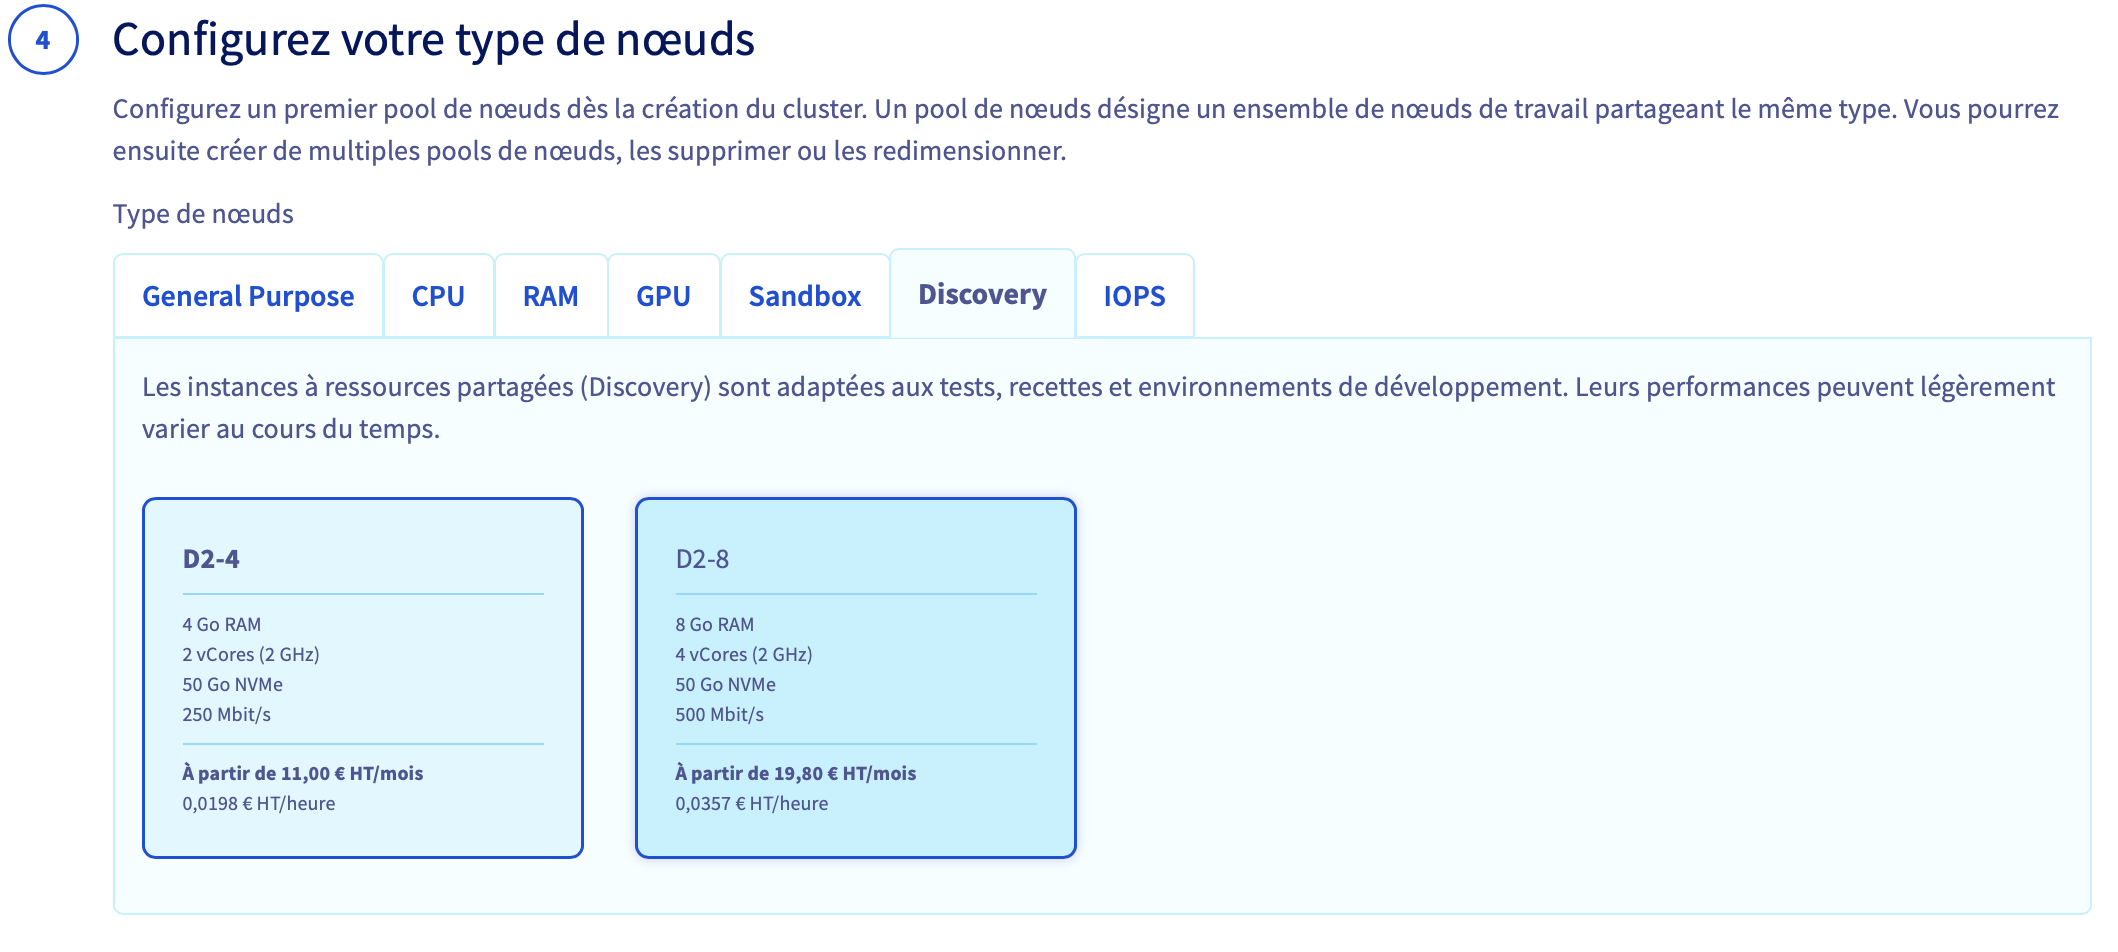 4
Configurez votre type de nœuds
Configurez un premier pool de nœuds dès la création du cluster. Un pool de nœuds désigne un ensemble de nœuds de travail partageant le même type. Vous pourrez
ensuite créer de multiples pools de nœuds, les supprimer ou les redimensionner.
Type de nœuds
General Purpose CPU RAM GPU Sandbox Discovery IOPS
Les instances à ressources partagées (Discovery) sont adaptées aux tests, recettes et environnements de développement. Leurs performances peuvent légèrement
varier au cours du temps.
D2-4
4 Go RAM
2 vCores (2 GHz)
50 Go NVMe
250 Mbit/s
À partir de 11,00 € HT/mois
0,0198 € HT/heure
D2-8
8 Go RAM
4 vCores (2 GHz)
50 Go NVMe
500 Mbit/s
À partir de 19,80 € HT/mois
0,0357 € HT/heure